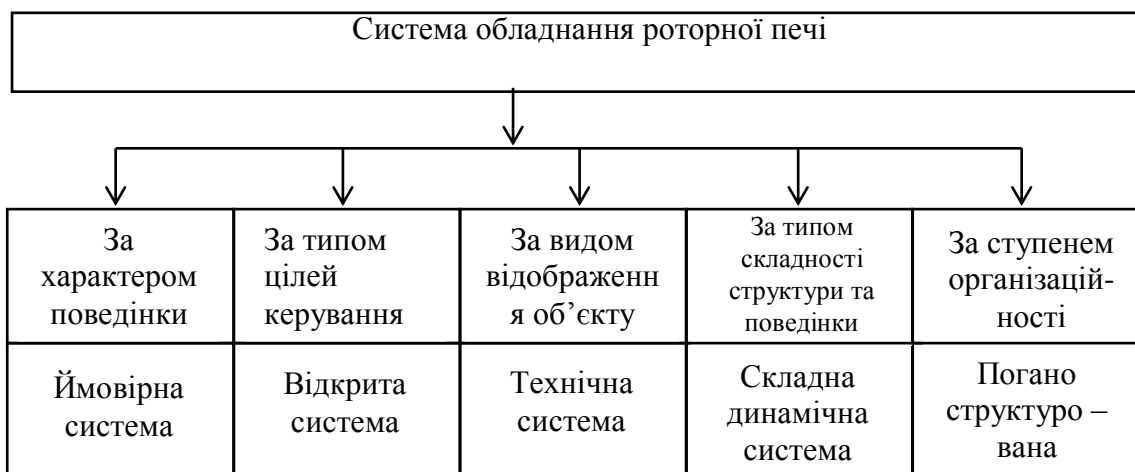 Система обладнання роторної печі
За
характером
поведінки
За типом
цілей
керування
За видом
відображенн
я об’єкту
За типом
складності
структури та
поведінки
За ступенем
організацій-
ності
Ймовірна
система
Відкрита
система
Технічна
система
Складна
динамічна
система
Погано
структуро –
вана